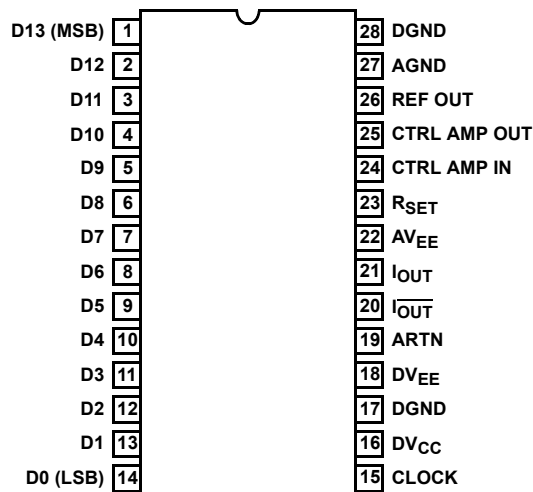 D13 (MSB) 1 28 DGND
D12 2 27 AGND
D11 3 26 REF OUT
D10 4 25 CTRL AMP OUT
D9 5 24 CTRL AMP IN
D8 6 23 RSET
D7 7 22 AVEE
D6 8 21 IOUT
D5 9 20 I̅O̅U̅T̅
D4 10 19 ARTN
D3 11 18 DVEE
D2 12 17 DGND
D1 13 16 DVCC
D0 (LSB) 14 15 CLOCK